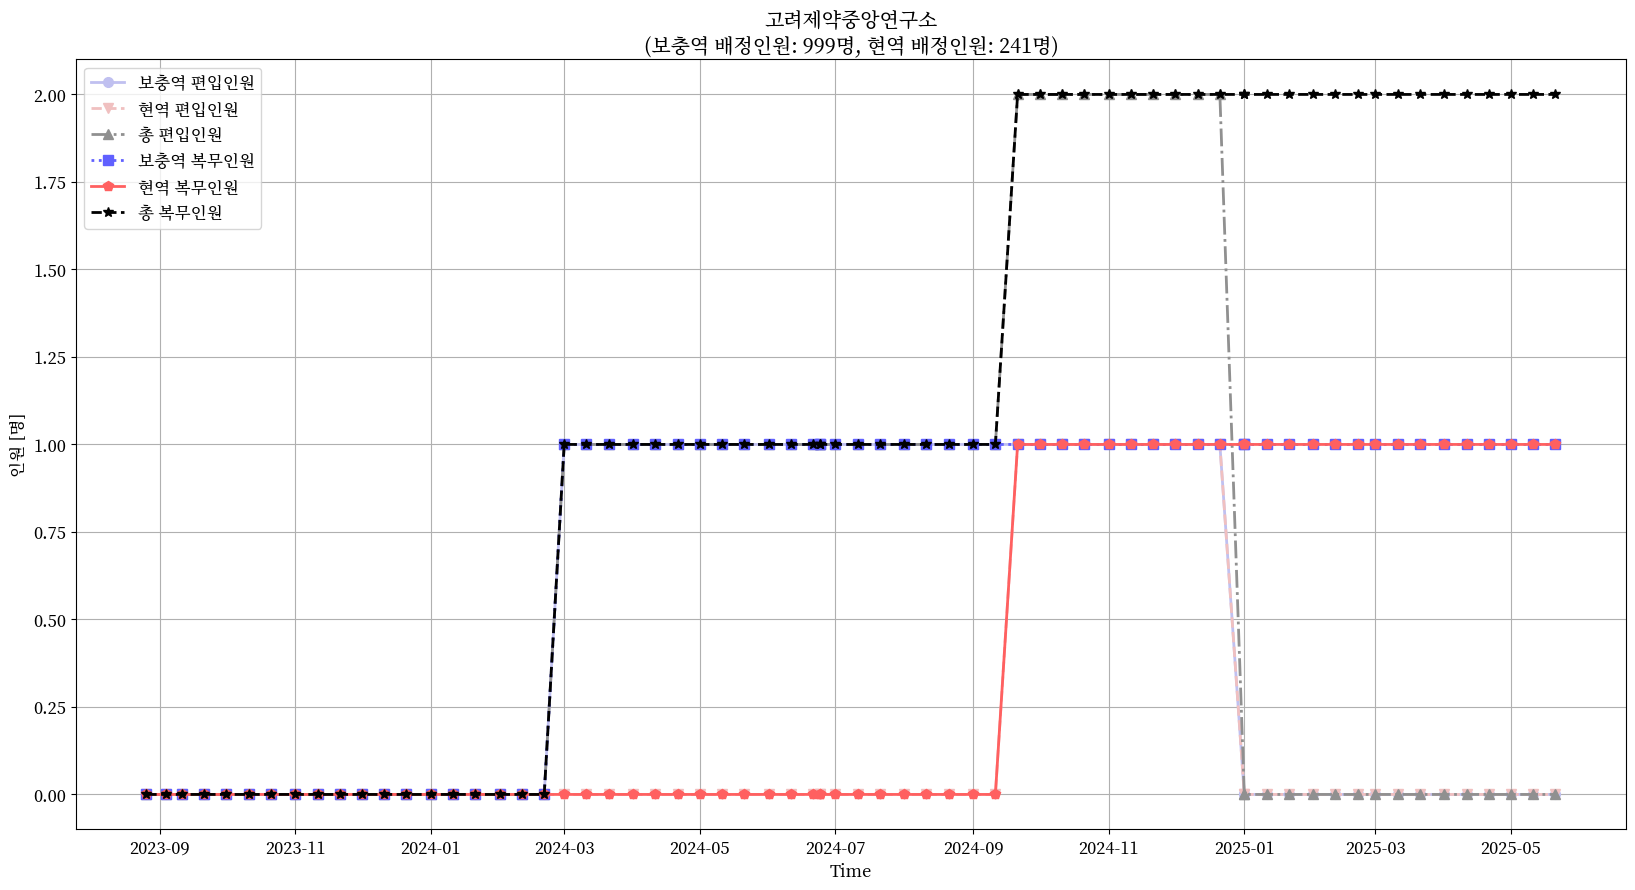 고려제약중앙연구소
(보충역 배정인원: 999명, 현역 배정인원: 241명)
보충역 편입인원
현역 편입인원
총 편입인원
보충역 복무인원
현역 복무인원
총 복무인원
2.00
1.75
1.50
1.25
1.00
0.75
0.50
0.25
0.00
인원 [명]
2023-09 2023-11 2024-01 2024-03 2024-05 2024-07 2024-09 2024-11 2025-01 2025-03 2025-05
Time